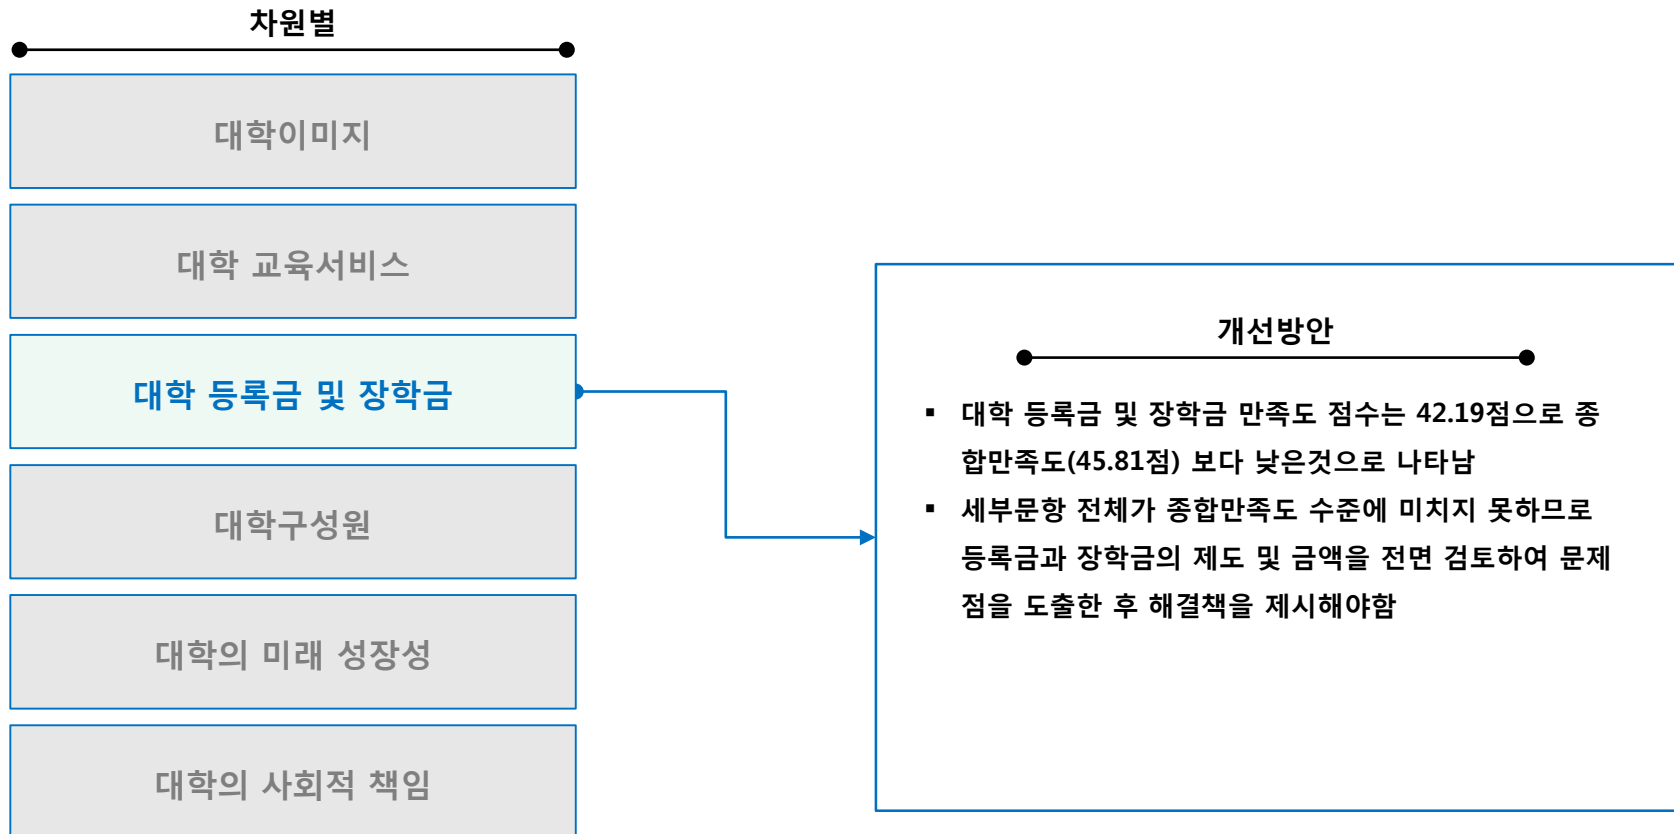 차원별
대학이미지
대학 교육서비스
대학 등록금 및 장학금
대학구성원
대학의 미래 성장성
대학의 사회적 책임
개선방안
▪ 대학 등록금 및 장학금 만족도 점수는 42.19점으로 종
합만족도(45.81점) 보다 낮은것으로 나타남
▪ 세부문항 전체가 종합만족도 수준에 미치지 못하므로
등록금과 장학금의 제도 및 금액을 전면 검토하여 문제
점을 도출한 후 해결책을 제시해야함